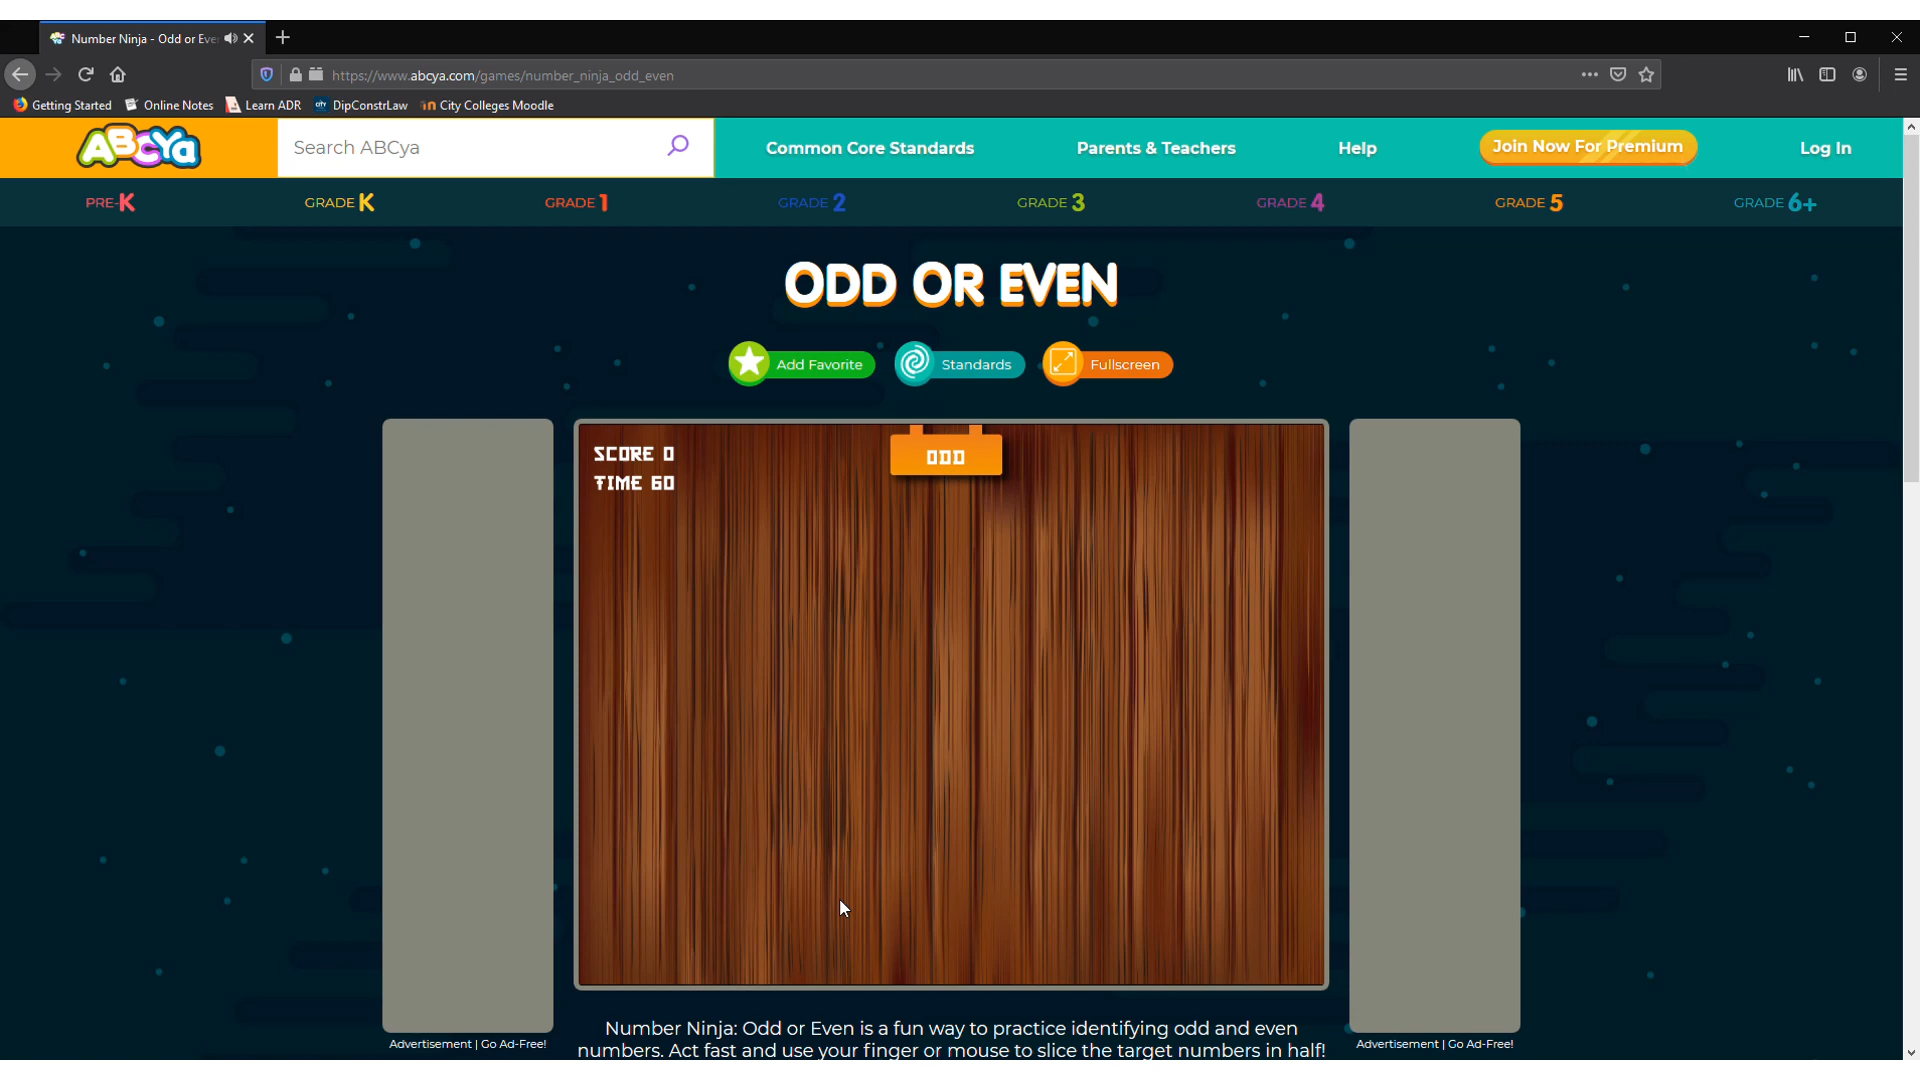 Number Ninja - Odd or Eve
https://www.abcya.com/games/number_ninja_odd_even
Getting Started Online Notes Learn ADR DipConstrLaw City Colleges Moodle
ABCYa Search ABCya Common Core Standards Parents & Teachers Help Join Now For Premium Log In
PRE-K GRADE K GRADE 1 GRADE 2 GRADE 3 GRADE 4 GRADE 5 GRADE 6+
ODD OR EVEN
Add Favorite Standards Fullscreen
SCORE 0
ODD
TIME 60
Number Ninja: Odd or Even is a fun way to practice identifying odd and even
numbers. Act fast and use your finger or mouse to slice the target numbers in half!
Advertisement | Go Ad-Free! Advertisement | Go Ad-Free!